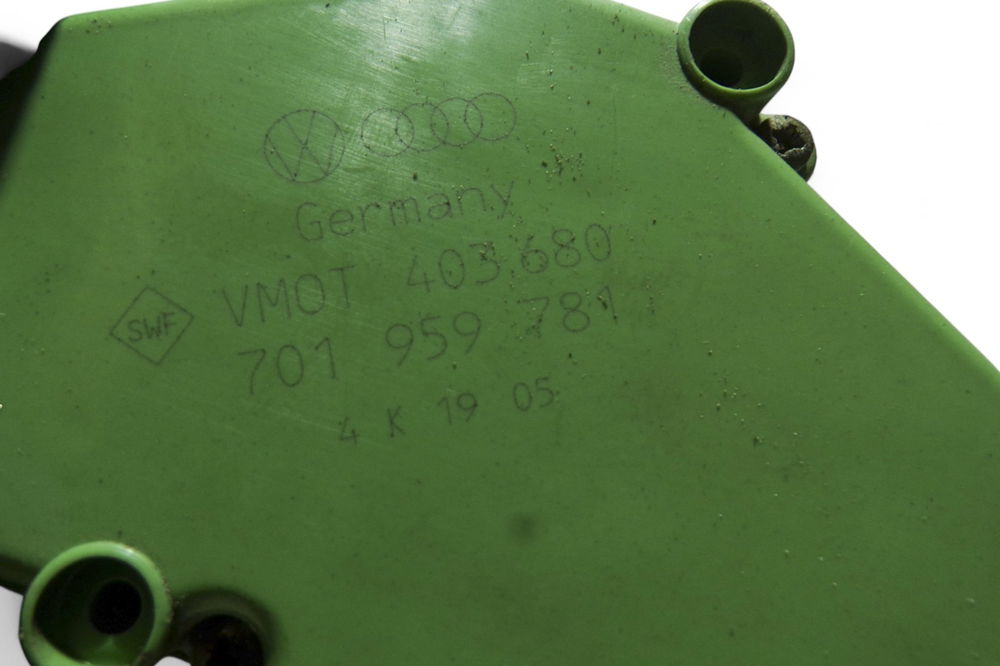 Germany
VMOT 403.680
SWF
701 959 781
4 K 19 05